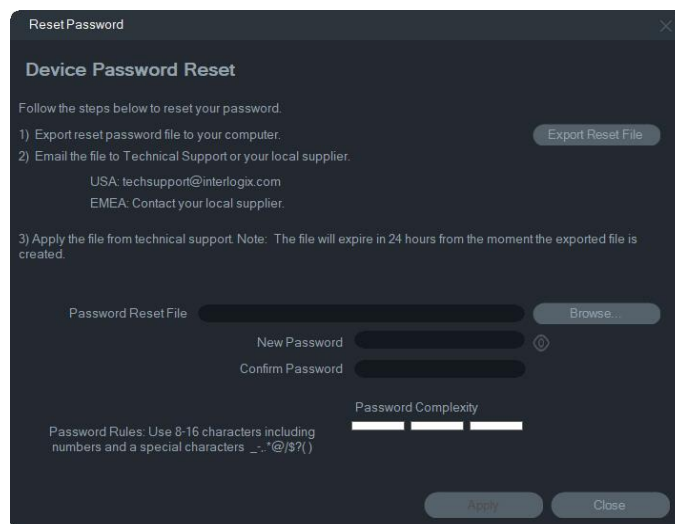 Reset Password
Device Password Reset
Follow the steps below to reset your password.
1) Export reset password file to your computer.
Export Reset File
2) Email the file to Technical Support or your local supplier.
USA: techsupport@interlogix.com
EMEA: Contact your local supplier.
3) Apply the file from technical support. Note: The file will expire in 24 hours from the moment the exported file is
created.
Password Reset File
Browse...
New Password
Confirm Password
Password Complexity
Password Rules: Use 8-16 characters including
numbers and a special characters _-,.*@/$?( )
Apply
Close